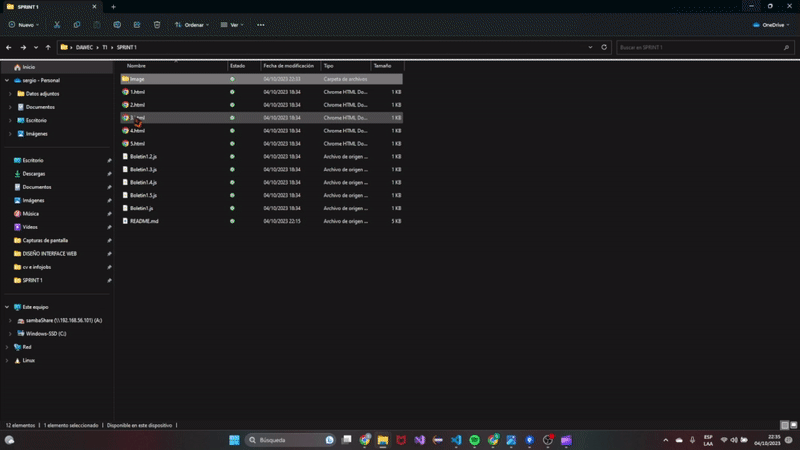 SPRINT 1
Nuevo
Ordenar
Ver
OneDrive
DAWEC > T1 > SPRINT 1
Buscar en SPRINT 1
Nombre Estado Fecha de modificación Tipo Tamaño
Image 04/10/2023 22:33 Carpeta de archivos
1.html 04/10/2023 18:34 Chrome HTML Do... 1 KB
2.html 04/10/2023 18:34 Chrome HTML Do... 1 KB
3.html 04/10/2023 18:34 Chrome HTML Do... 1 KB
4.html 04/10/2023 18:34 Chrome HTML Do... 1 KB
5.html 04/10/2023 18:34 Chrome HTML Do... 1 KB
Boletin1.2.js 04/10/2023 18:34 Archivo de origen ... 1 KB
Boletin1.3.js 04/10/2023 18:34 Archivo de origen ... 1 KB
Boletin1.4.js 04/10/2023 18:34 Archivo de origen ... 1 KB
Boletin1.5.js 04/10/2023 18:34 Archivo de origen ... 1 KB
Boletin1.js 04/10/2023 18:34 Archivo de origen ... 1 KB
README.md 04/10/2023 22:15 Archivo de origen ... 5 KB
Inicio
sergio - Personal
Datos adjuntos
Documentos
Escritorio
Imágenes
Escritorio
Descargas
Documentos
Imágenes
Música
Vídeos
Capturas de pantalla
DISEÑO INTERFACE WEB
cv e infojobs
SPRINT 1
Este equipo
sambaShare (\\192.168.56.101) (A:)
Windows-SSD (C:)
Red
Linux
12 elementos 1 elemento seleccionado Disponible en este dispositivo
Búsqueda
ESP
LAA
22:35
04/10/2023